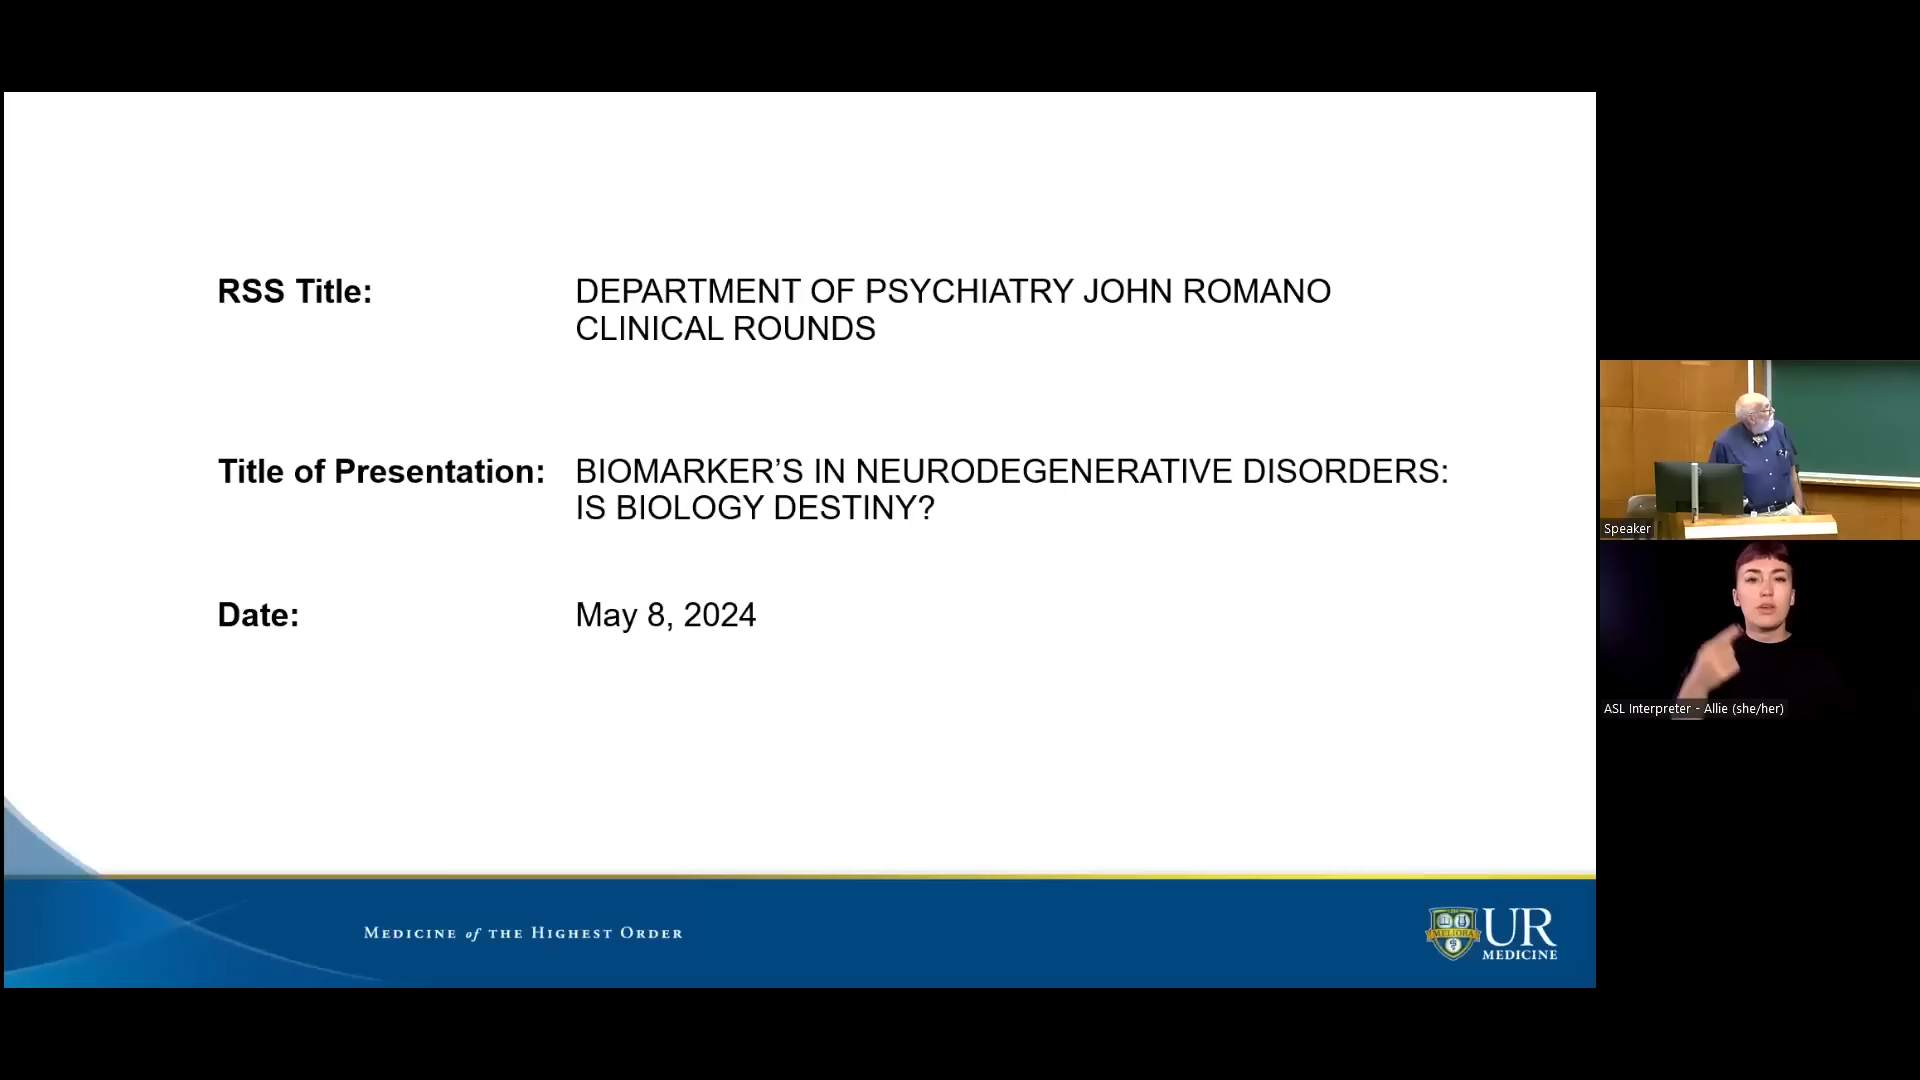 RSS Title: DEPARTMENT OF PSYCHIATRY JOHN ROMANO
CLINICAL ROUNDS
Title of Presentation: BIOMARKER’S IN NEURODEGENERATIVE DISORDERS:
IS BIOLOGY DESTINY?
Date: May 8, 2024
MEDICINE of THE HIGHEST ORDER
MELIORA
UR
MEDICINE
Speaker
ASL Interpreter - Allie (she/her)